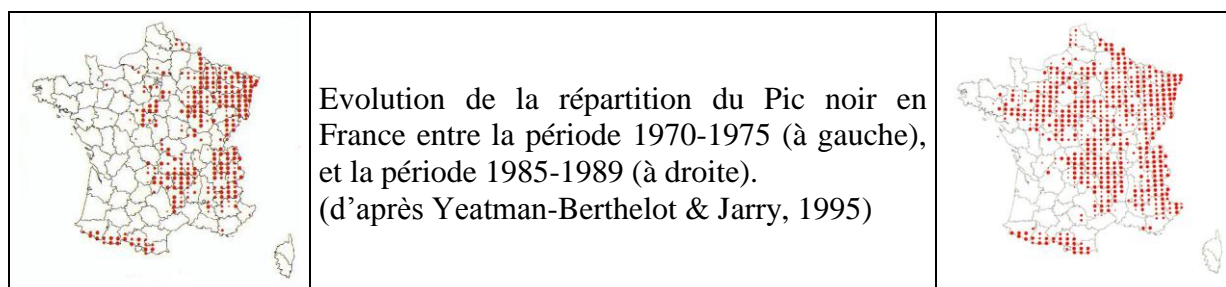 Evolution de la répartition du Pic noir en
France entre la période 1970-1975 (à gauche),
et la période 1985-1989 (à droite).
(d’après Yeatman-Berthelot & Jarry, 1995)